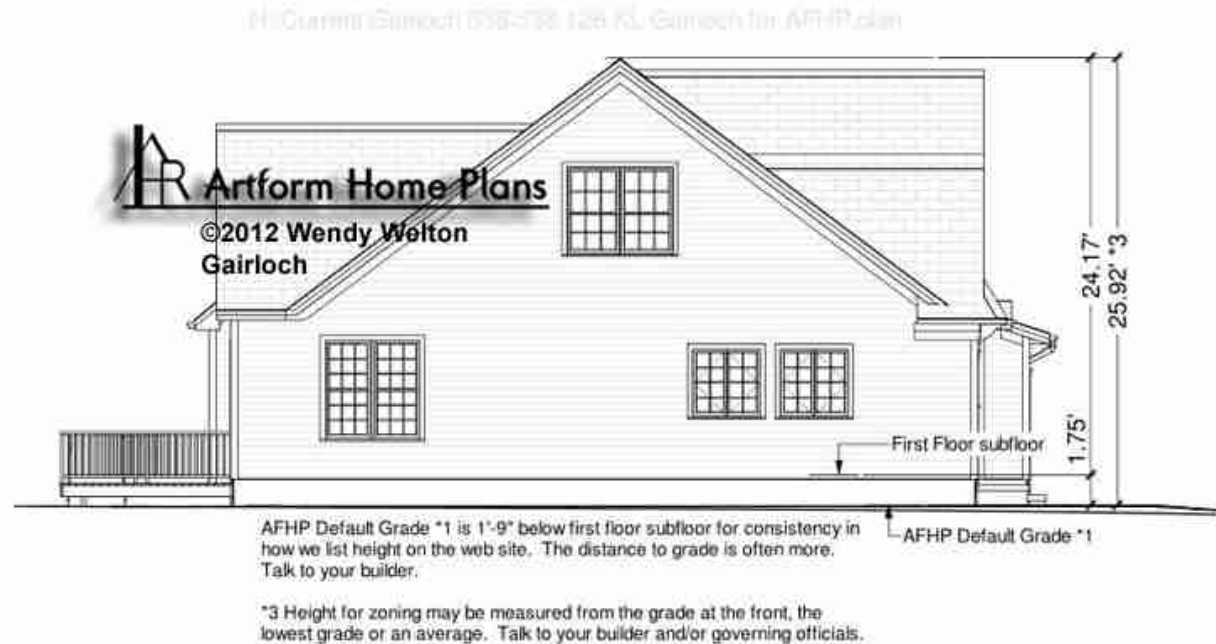 Artform Home Plans
©2012 Wendy Welton
Gairloch
24.17'
25.92' *3
1.75'
First Floor subfloor
AFHP Default Grade *1
AFHP Default Grade *1 is 1'-9" below first floor subfloor for consistency in
how we list height on the web site. The distance to grade is often more.
Talk to your builder.
*3 Height for zoning may be measured from the grade at the front, the
lowest grade or an average. Talk to your builder and/or governing officials.